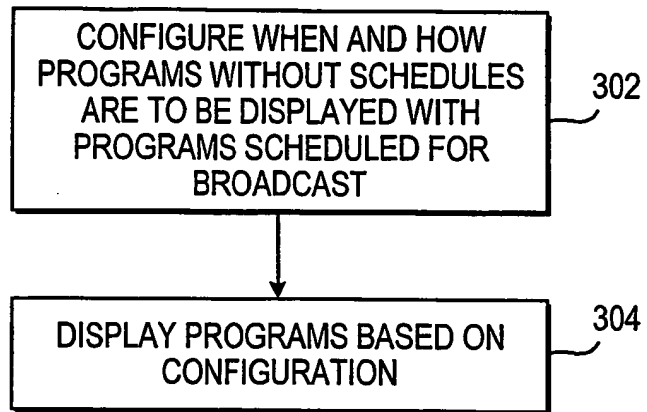 CONFIGURE WHEN AND HOW
PROGRAMS WITHOUT SCHEDULES
ARE TO BE DISPLAYED WITH
PROGRAMS SCHEDULED FOR
BROADCAST
302
DISPLAY PROGRAMS BASED ON
CONFIGURATION
304